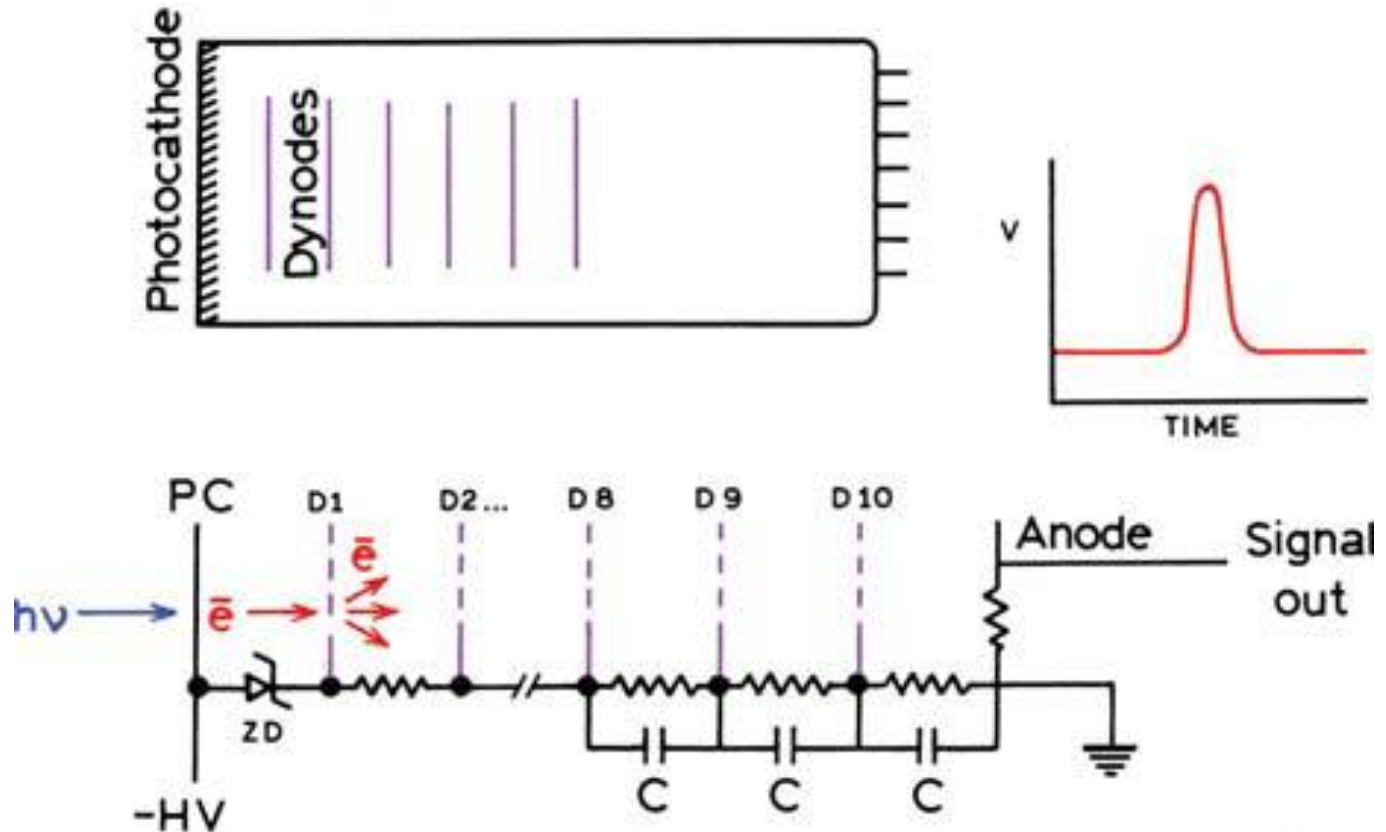 Photocathode
Dynodes
V
TIME
PC
D1
D2...
D8
D9
D10
Anode
Signal
out
hν
ē
ē
ZD
C
C
C
-HV